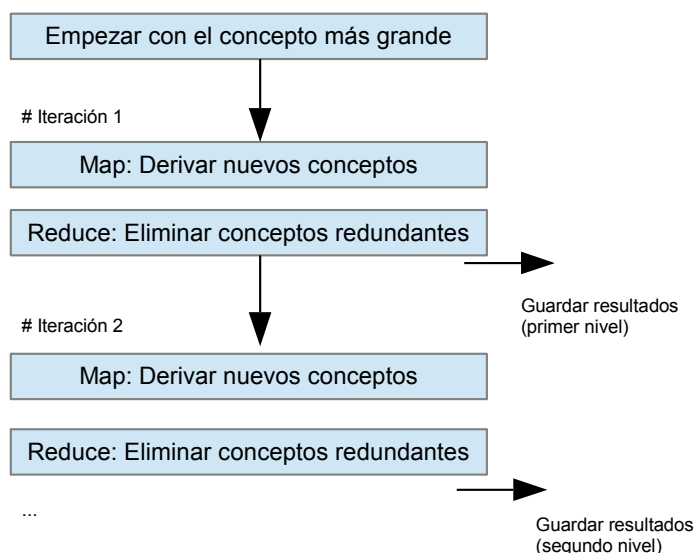 Empezar con el concepto más grande
# Iteración 1
Map: Derivar nuevos conceptos
Reduce: Eliminar conceptos redundantes
Guardar resultados
(primer nivel)
# Iteración 2
Map: Derivar nuevos conceptos
Reduce: Eliminar conceptos redundantes
...
Guardar resultados
(segundo nivel)